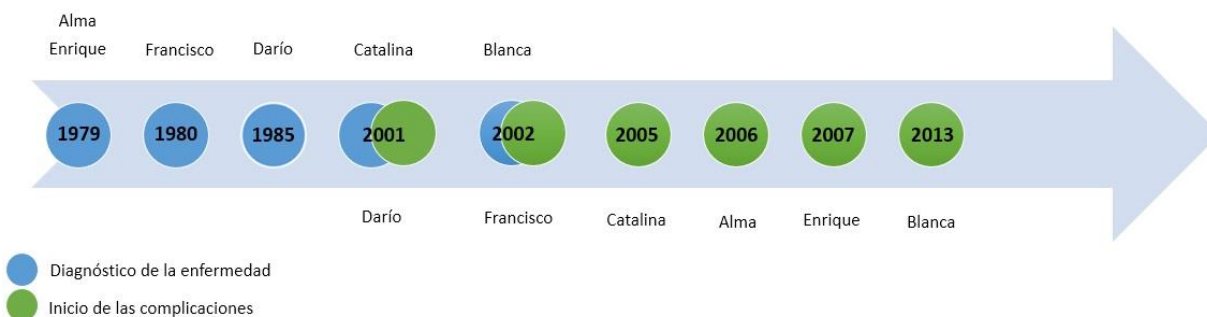 Alma
Enrique Francisco Darío Catalina Blanca
1979 1980 1985 2001 2002 2005 2006 2007 2013
Darío Francisco Catalina Alma Enrique Blanca
Diagnóstico de la enfermedad
Inicio de las complicaciones